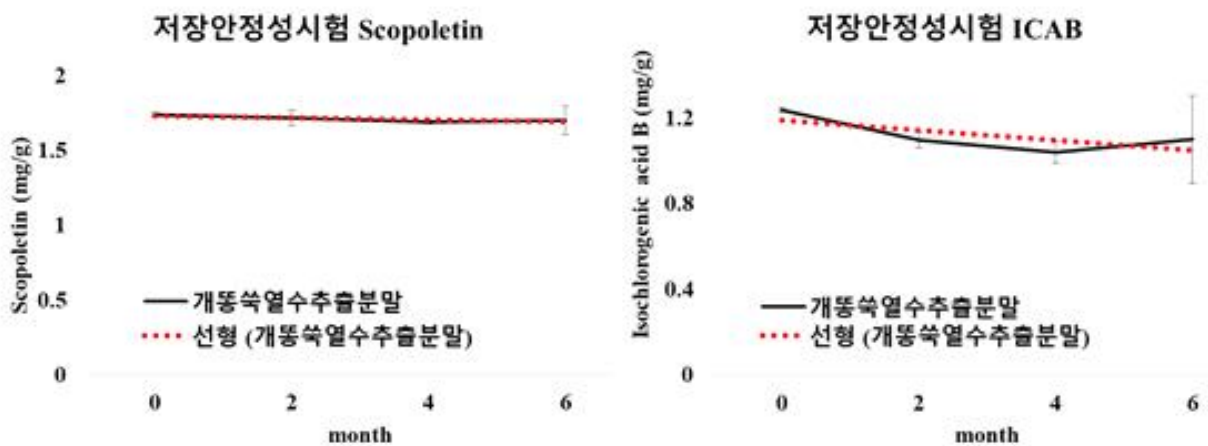 저장안정성시험 Scopoletin
Scopoletin (mg/g)
2
1.5
1
0.5
0
개똥쑥열수추출분말
선형 (개똥쑥열수추출분말)
0 2 4 6
month
저장안정성시험 ICAB
Isochlorogenic acid B (mg/g)
1.2
0.8
0.4
0
개똥쑥열수추출분말
선형 (개똥쑥열수추출분말)
0 2 4 6
month